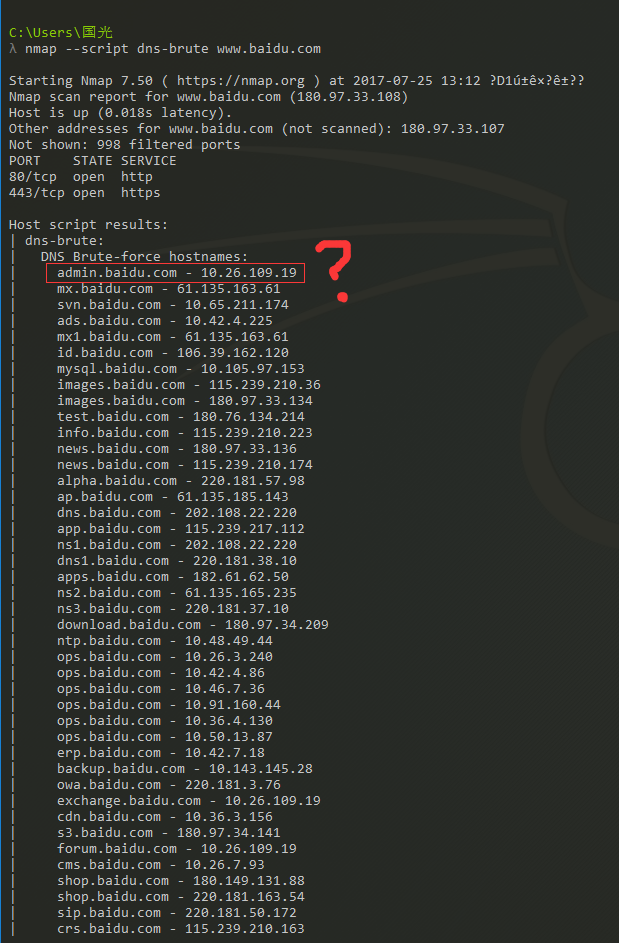 C:\Users\国光
λ nmap --script dns-brute www.baidu.com
Starting Nmap 7.50 ( https://nmap.org ) at 2017-07-25 13:12 ?D1ú±ê×?ê±??
Nmap scan report for www.baidu.com (180.97.33.108)
Host is up (0.018s latency).
Other addresses for www.baidu.com (not scanned): 180.97.33.107
Not shown: 998 filtered ports
PORT    STATE SERVICE
80/tcp  open  http
443/tcp open  https
Host script results:
| dns-brute:
|   DNS Brute-force hostnames:
|     admin.baidu.com - 10.26.109.19
?
|     mx.baidu.com - 61.135.163.61
|     svn.baidu.com - 10.65.211.174
|     ads.baidu.com - 10.42.4.225
|     mx1.baidu.com - 61.135.163.61
|     id.baidu.com - 106.39.162.120
|     mysql.baidu.com - 10.105.97.153
|     images.baidu.com - 115.239.210.36
|     images.baidu.com - 180.97.33.134
|     test.baidu.com - 180.76.134.214
|     info.baidu.com - 115.239.210.223
|     news.baidu.com - 180.97.33.136
|     news.baidu.com - 115.239.210.174
|     alpha.baidu.com - 220.181.57.98
|     ap.baidu.com - 61.135.185.143
|     dns.baidu.com - 202.108.22.220
|     app.baidu.com - 115.239.217.112
|     ns1.baidu.com - 202.108.22.220
|     dns1.baidu.com - 220.181.38.10
|     apps.baidu.com - 182.61.62.50
|     ns2.baidu.com - 61.135.165.235
|     ns3.baidu.com - 220.181.37.10
|     download.baidu.com - 180.97.34.209
|     ntp.baidu.com - 10.48.49.44
|     ops.baidu.com - 10.26.3.240
|     ops.baidu.com - 10.42.4.86
|     ops.baidu.com - 10.46.7.36
|     ops.baidu.com - 10.91.160.44
|     ops.baidu.com - 10.36.4.130
|     ops.baidu.com - 10.50.13.87
|     erp.baidu.com - 10.42.7.18
|     backup.baidu.com - 10.143.145.28
|     owa.baidu.com - 220.181.3.76
|     exchange.baidu.com - 10.26.109.19
|     cdn.baidu.com - 10.36.3.156
|     s3.baidu.com - 180.97.34.141
|     forum.baidu.com - 10.26.109.19
|     cms.baidu.com - 10.26.7.93
|     shop.baidu.com - 180.149.131.88
|     shop.baidu.com - 220.181.163.54
|     sip.baidu.com - 220.181.50.172
|     crs.baidu.com - 115.239.210.163